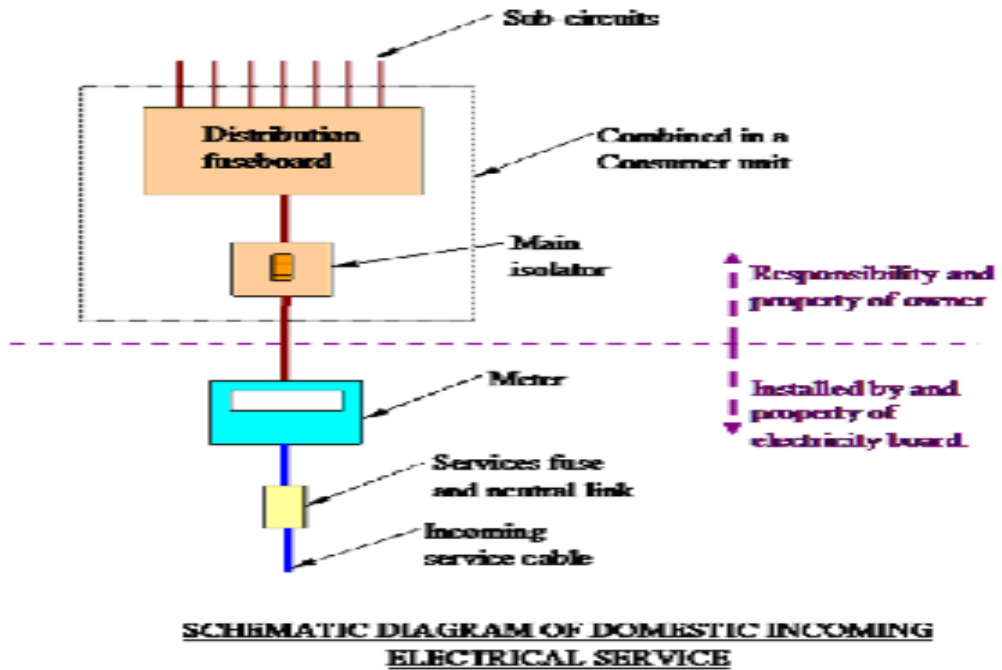 Sub-circuits
Distribution
fuseboard
Combined in a
Consumer unit
Main
isolator
Responsibility and
property of owner
Meter
Installed by and
property of
electricity board.
Services fuse
and neutral link
Incoming
service cable
SCHEMATIC DIAGRAM OF DOMESTIC INCOMING
ELECTRICAL SERVICE